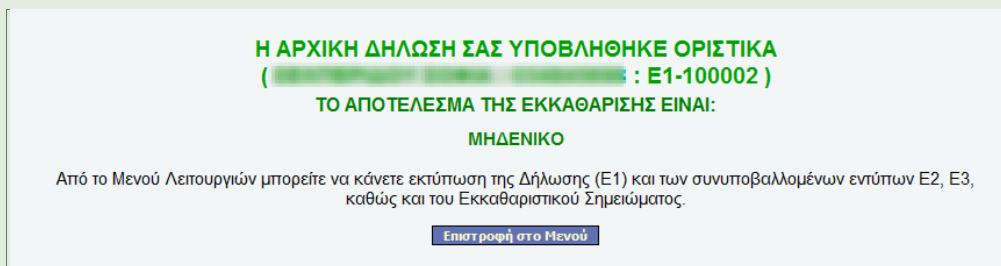 Η ΑΡΧΙΚΗ ΔΗΛΩΣΗ ΣΑΣ ΥΠΟΒΛΗΘΗΚΕ ΟΡΙΣΤΙΚΑ
( : Ε1-100002 )
ΤΟ ΑΠΟΤΕΛΕΣΜΑ ΤΗΣ ΕΚΚΑΘΑΡΙΣΗΣ ΕΙΝΑΙ:
ΜΗΔΕΝΙΚΟ
Από το Μενού Λειτουργιών μπορείτε να κάνετε εκτύπωση της Δήλωσης (Ε1) και των συνυποβαλλομένων εντύπων Ε2, Ε3,
καθώς και του Εκκαθαριστικού Σημειώματος.
Επιστροφή στο Μενού